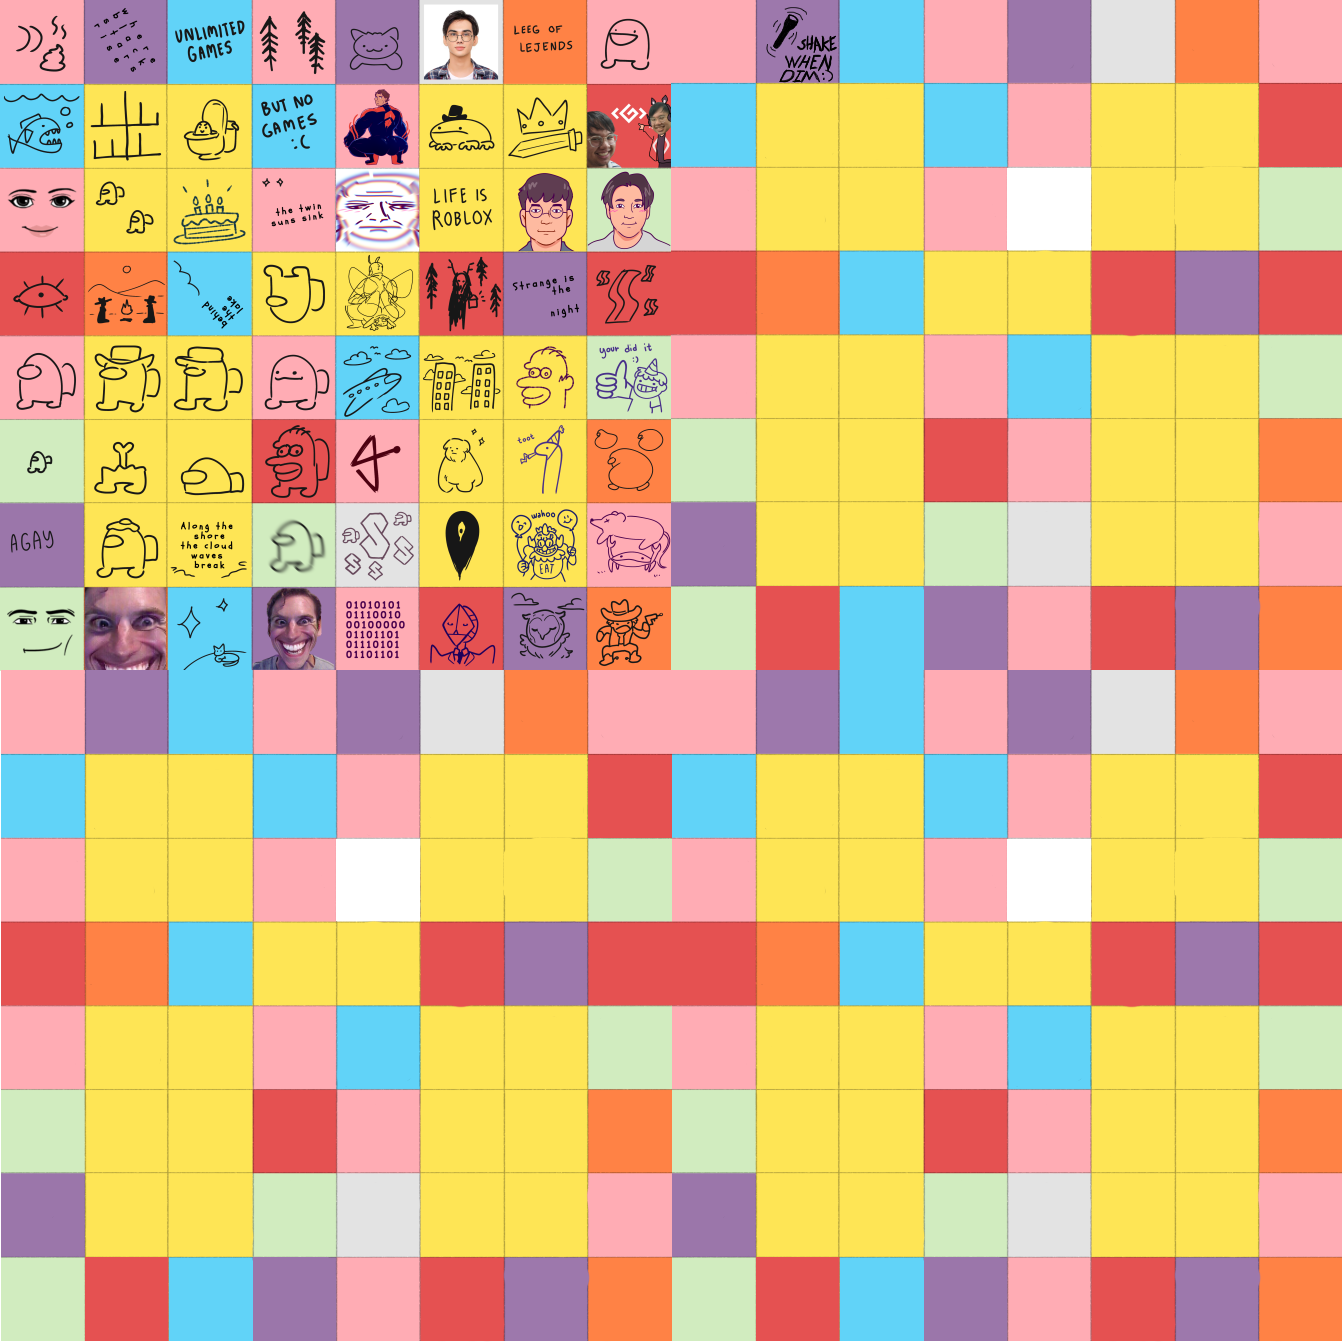 UNLIMITED
GAMES
LEEG OF
LEJENDS
SHAKE
WHEN
DIM:)
BUT NO
GAMES
:(
the twin
suns sink
LIFE IS
ROBLOX
behind
the
lake
Strange is
the
night
your did it
:)
toot
AGAY
Along the
shore
the cloud
waves
break
wahoo
EAT
01010101
01110010
00100000
01101101
01110101
01101101